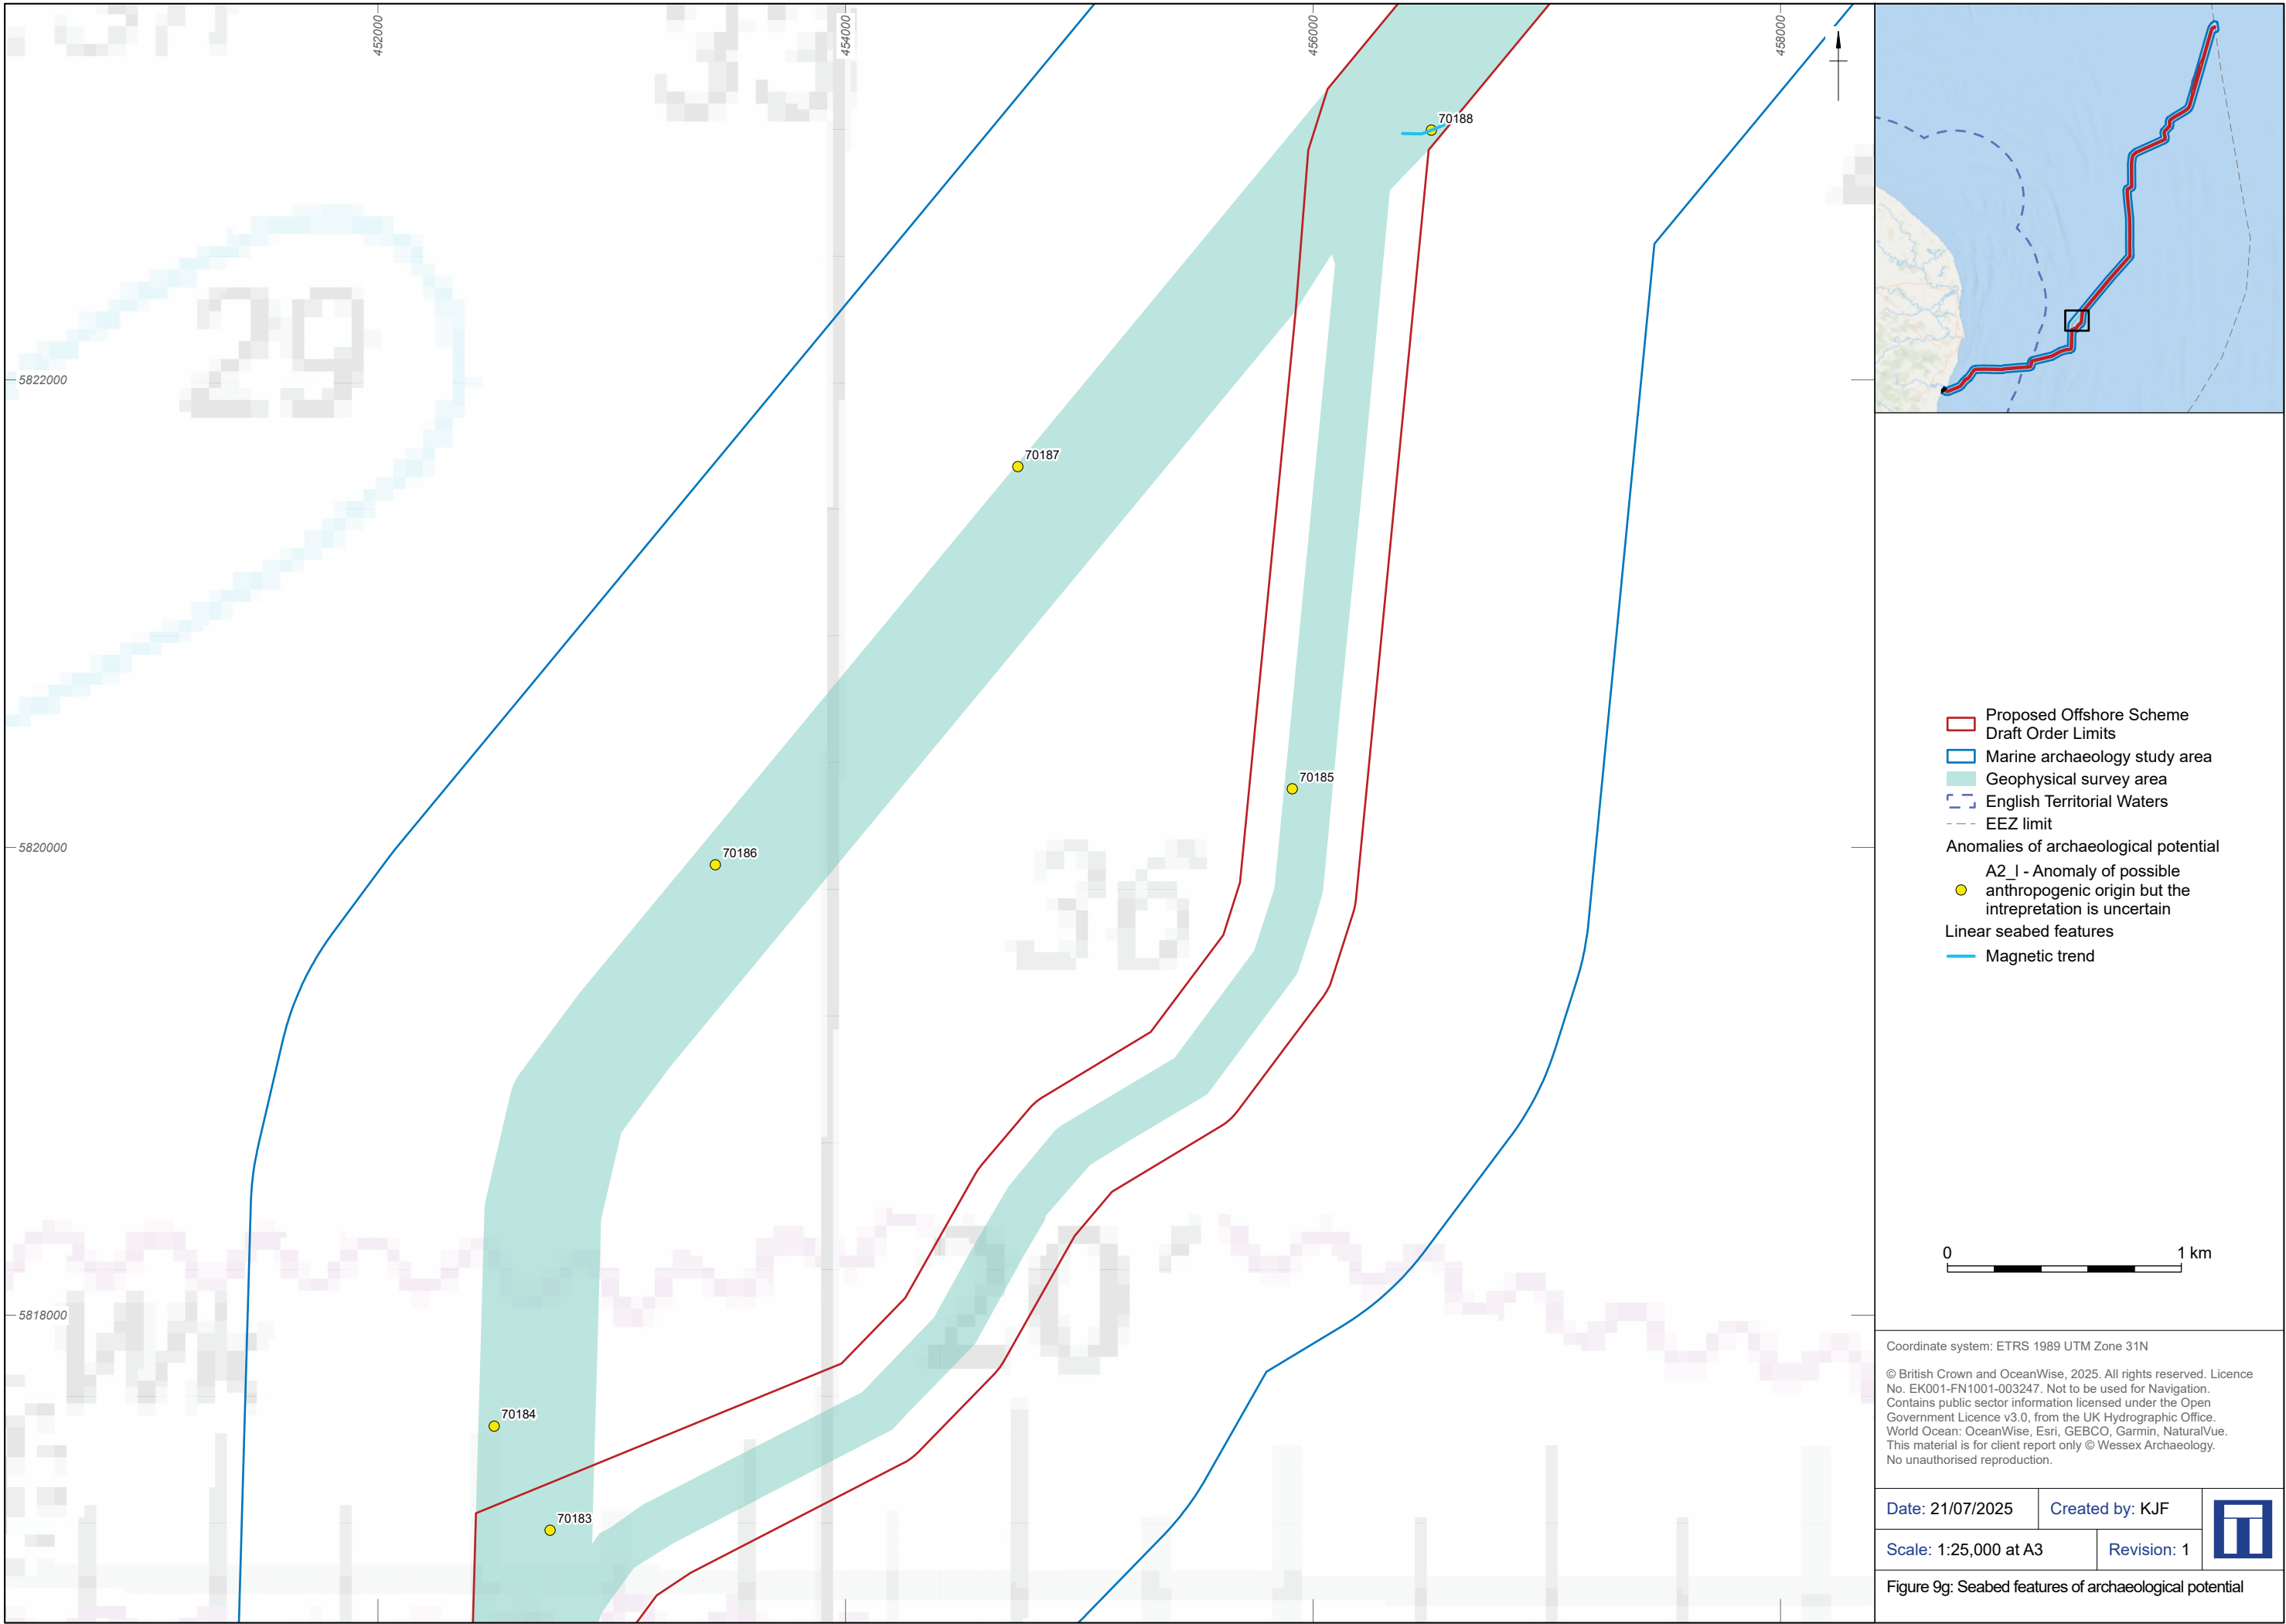 452000
454000
456000
458000
33
29
36
20
Wk
5822000
5820000
5818000
70188
70187
70185
70186
70184
70183
Proposed Offshore Scheme
Draft Order Limits
Marine archaeology study area
Geophysical survey area
English Territorial Waters
EEZ limit
Anomalies of archaeological potential
A2_l - Anomaly of possible
anthropogenic origin but the
intrepretation is uncertain
Linear seabed features
Magnetic trend
0 1 km
Coordinate system: ETRS 1989 UTM Zone 31N
© British Crown and OceanWise, 2025. All rights reserved. Licence
No. EK001-FN1001-003247. Not to be used for Navigation.
Contains public sector information licensed under the Open
Government Licence v3.0, from the UK Hydrographic Office.
World Ocean: OceanWise, Esri, GEBCO, Garmin, NaturalVue.
This material is for client report only © Wessex Archaeology.
No unauthorised reproduction.
Date: 21/07/2025 Created by: KJF
Scale: 1:25,000 at A3 Revision: 1
Figure 9g: Seabed features of archaeological potential